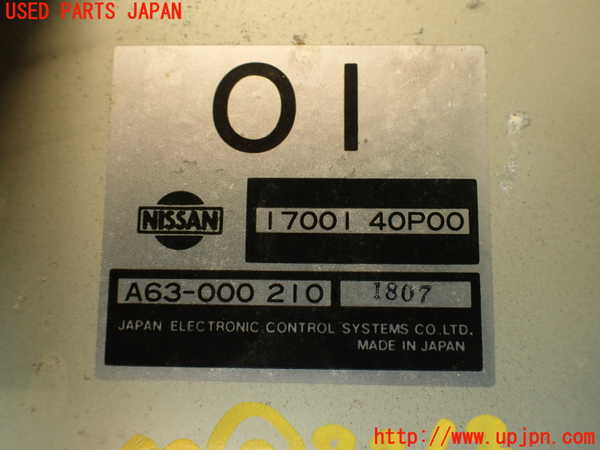 USED PARTS JAPAN
01
NISSAN
17001 40P00
A63-000 210 1807
JAPAN ELECTRONIC CONTROL SYSTEMS CO.,LTD.
MADE IN JAPAN
http://www.upjpn.com